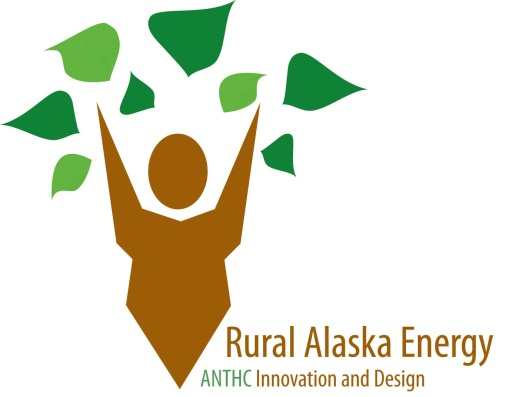 Rural Alaska Energy
ANTHC Innovation and Design